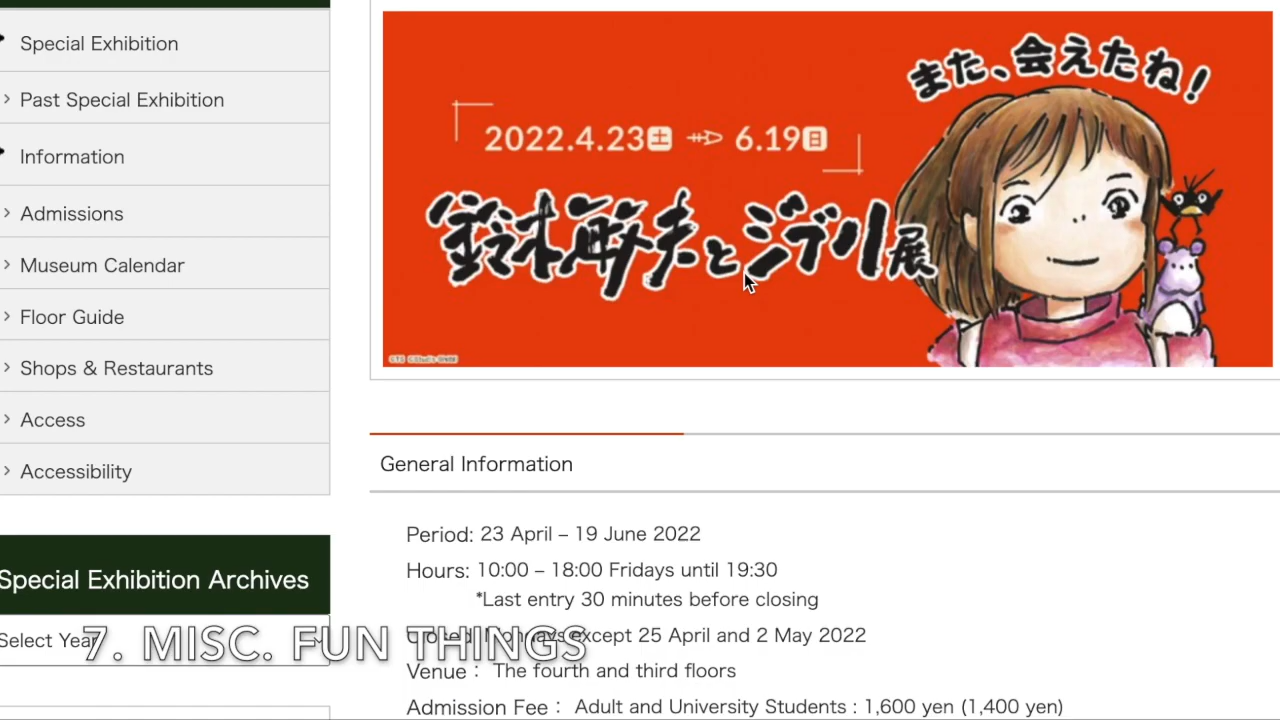 Special Exhibition
Past Special Exhibition
Information
Admissions
Museum Calendar
Floor Guide
Shops & Restaurants
Access
Accessibility
Special Exhibition Archives
Select Year
また、会えたね!
2022.4.23土 6.19日
鈴木敏夫とジブリ展
General Information
Period: 23 April – 19 June 2022
Hours: 10:00 – 18:00 Fridays until 19:30
*Last entry 30 minutes before closing
Closed: Mondays except 25 April and 2 May 2022
Venue : The fourth and third floors
Admission Fee : Adult and University Students : 1,600 yen (1,400 yen)
7. MISC. FUN THINGS